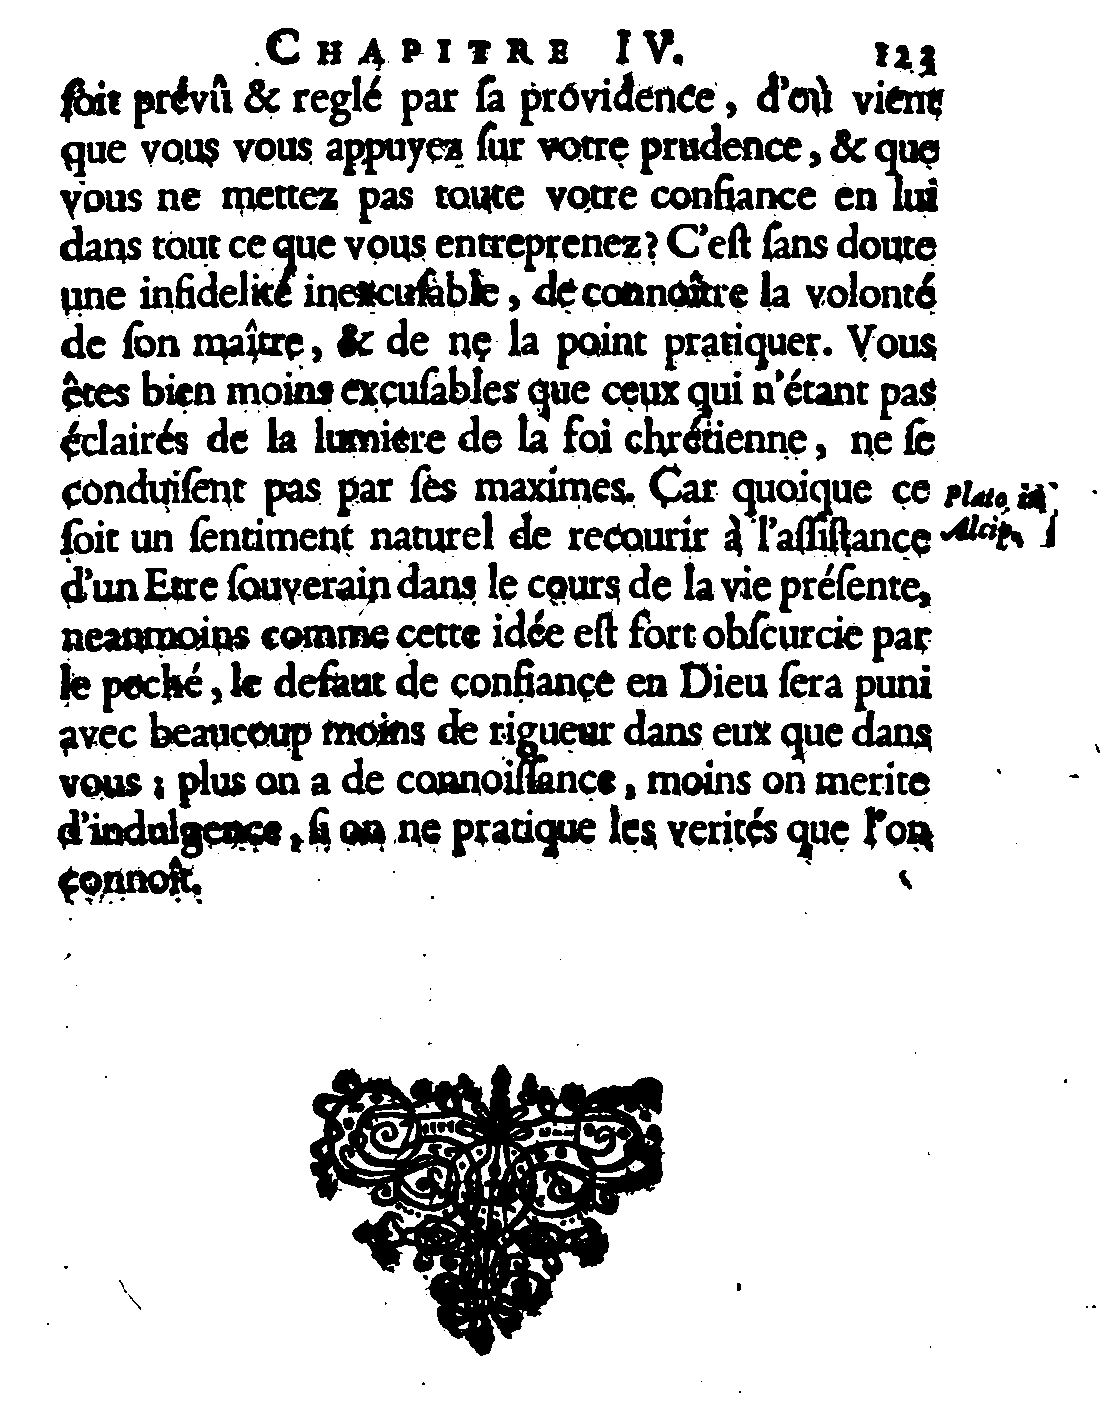 CHAPITRE IV. 123
ſoit prévû & reglé par ſa providence, d'où vient
que vous vous appuyez ſur votre prudence, & que
vous ne mettez pas toute votre confiance en lui
dans tout ce que vous entreprenez? C'eſt ſans doute
une infidelité inexcuſable, de connoître la volonté
de ſon maître, & de ne la point pratiquer. Vous
êtes bien moins excuſables que ceux qui n'étant pas
éclairés de la lumiere de la foi chrétienne, ne ſe
conduiſent pas par ſes maximes. Car quoique ce
ſoit un ſentiment naturel de recourir à l'aſſiſtance
d'un Etre ſouverain dans le cours de la vie préſente,
neanmoins comme cette idée eſt fort obſcurcie par
le peché, le defaut de confiance en Dieu ſera puni
avec beaucoup moins de rigueur dans eux que dans
vous; plus on a de connoiſſance, moins on merite
d'indulgence, ſi on ne pratique les verités que l'on
connoît.
Plato in
Alcip.